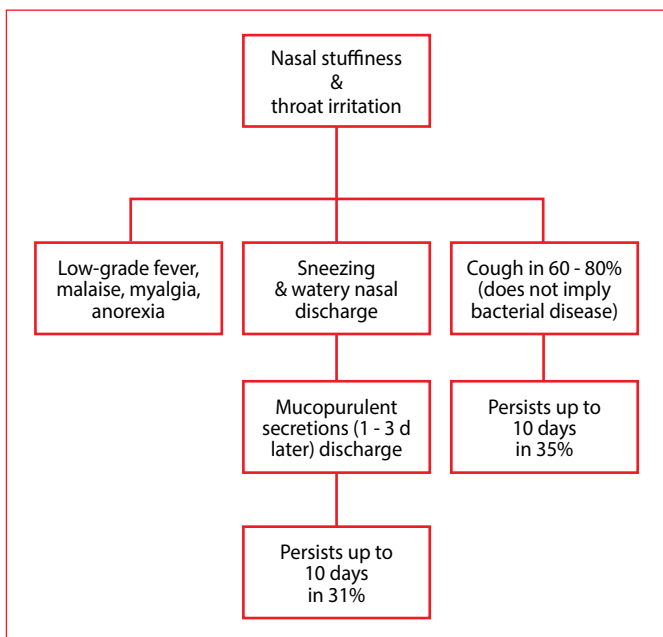 Nasal stuffiness
&
throat irritation
Low-grade fever,
malaise, myalgia,
anorexia
Sneezing
& watery nasal
discharge
Cough in 60 - 80%
(does not imply
bacterial disease)
Mucopurulent
secretions (1 - 3 d
later) discharge
Persists up to
10 days
in 35%
Persists up to
10 days
in 31%